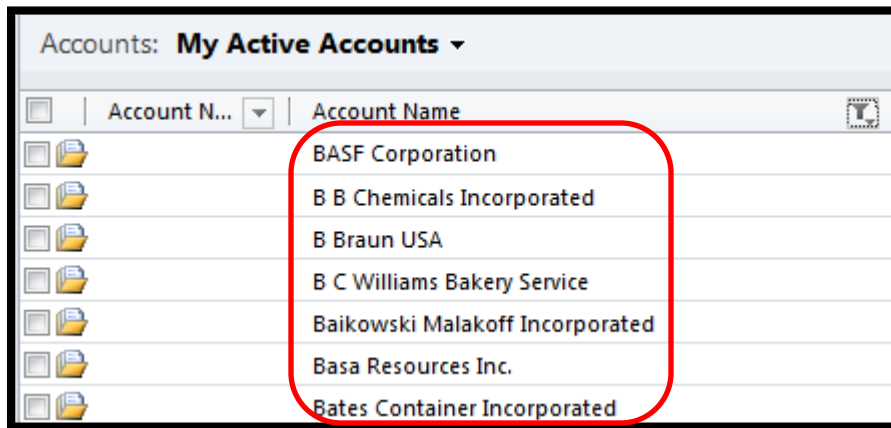 Accounts: My Active Accounts
Account N... Account Name
BASF Corporation
B B Chemicals Incorporated
B Braun USA
B C Williams Bakery Service
Baikowski Malakoff Incorporated
Basa Resources Inc.
Bates Container Incorporated